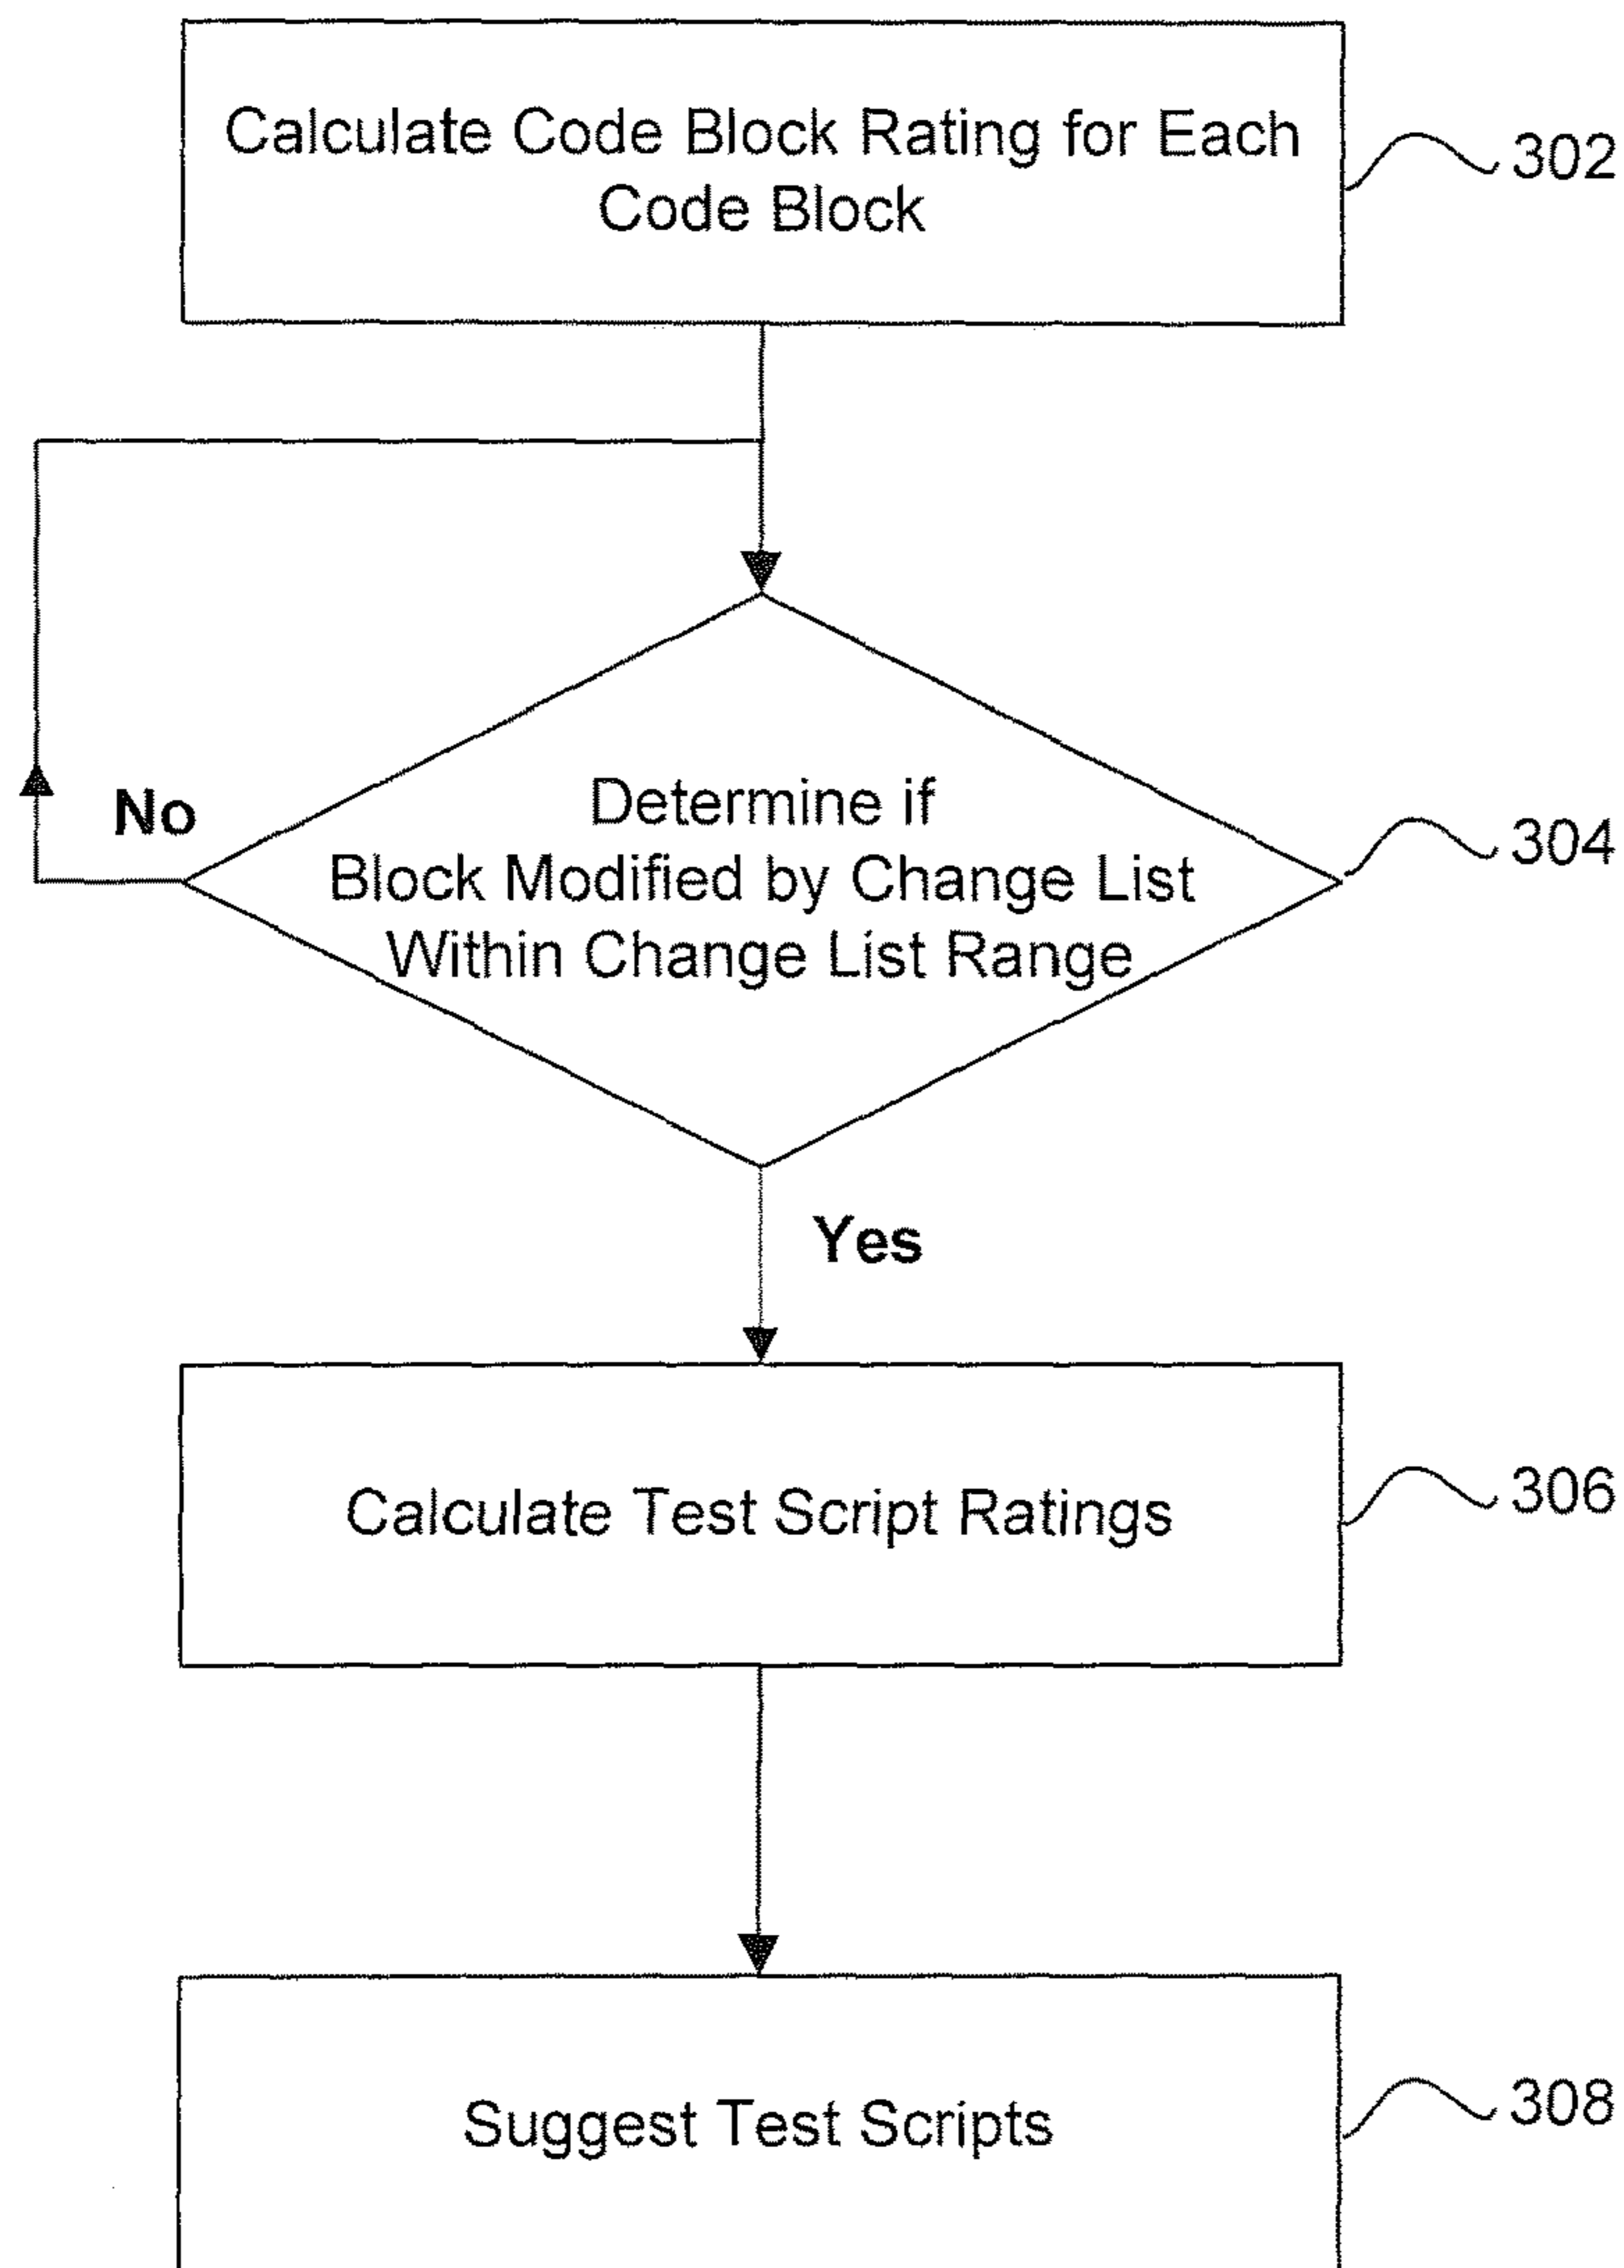 Calculate Code Block Rating for Each
Code Block
302
Determine if
Block Modified by Change List
Within Change List Range
No
304
Yes
Calculate Test Script Ratings
306
Suggest Test Scripts
308